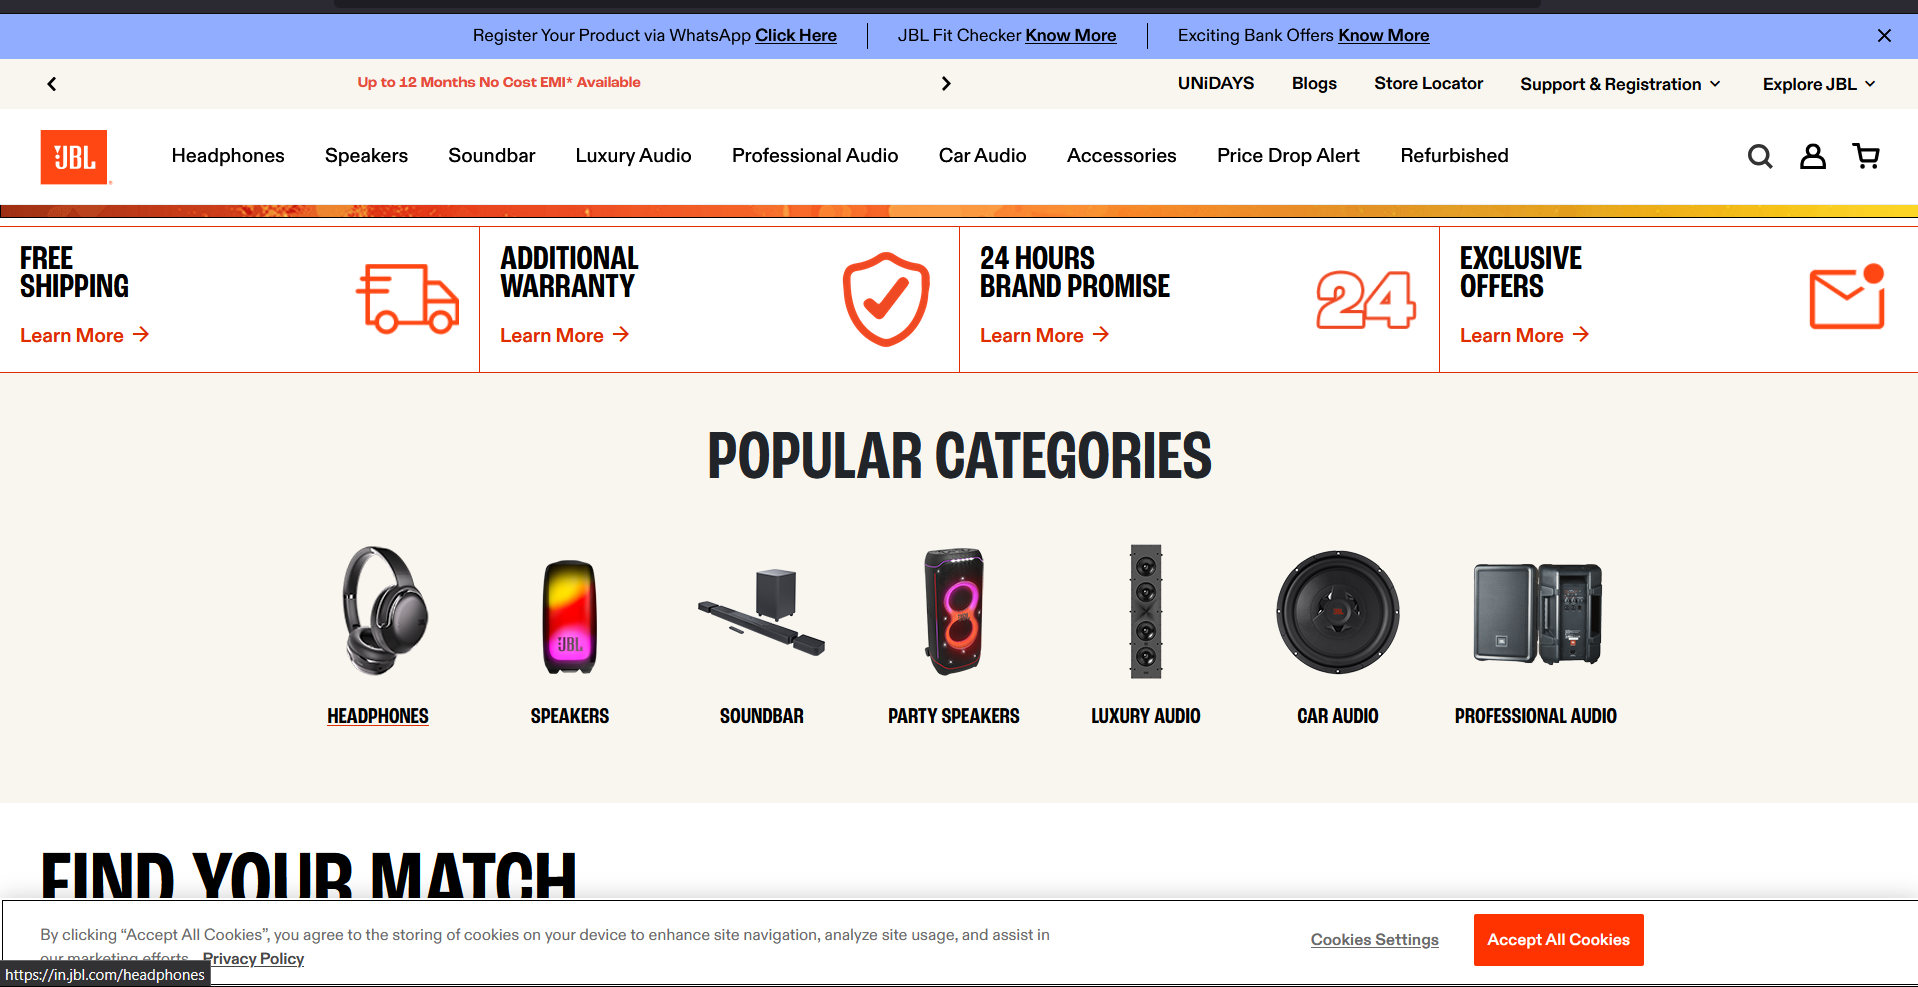 Register Your Product via WhatsApp Click Here
JBL Fit Checker Know More
Exciting Bank Offers Know More
Up to 12 Months No Cost EMI* Available
UNiDAYS
Blogs
Store Locator
Support & Registration
Explore JBL
JBL
Headphones
Speakers
Soundbar
Luxury Audio
Professional Audio
Car Audio
Accessories
Price Drop Alert
Refurbished
FREE
SHIPPING
Learn More
ADDITIONAL
WARRANTY
Learn More
24 HOURS
BRAND PROMISE
Learn More
24
EXCLUSIVE
OFFERS
Learn More
POPULAR CATEGORIES
JBL
HEADPHONES
SPEAKERS
SOUNDBAR
PARTY SPEAKERS
LUXURY AUDIO
CAR AUDIO
PROFESSIONAL AUDIO
FIND YOUR MATCH
By clicking “Accept All Cookies”, you agree to the storing of cookies on your device to enhance site navigation, analyze site usage, and assist in
our marketing efforts. Privacy Policy
Cookies Settings
Accept All Cookies
https://in.jbl.com/headphones